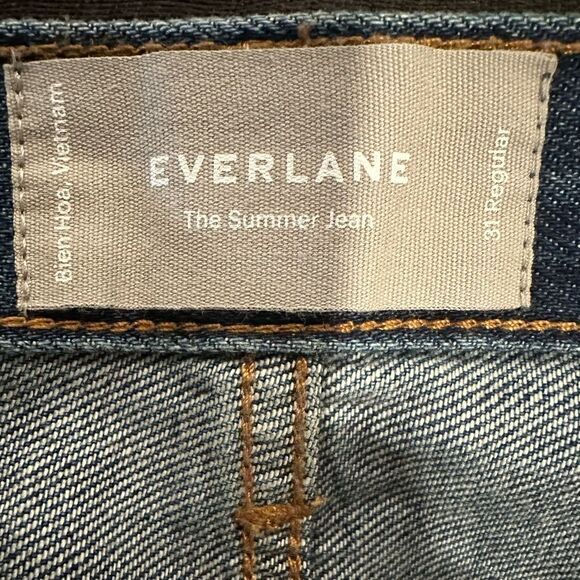 Bien Hoa, Vietnam
EVERLANE
The Summer Jean
31 Regular